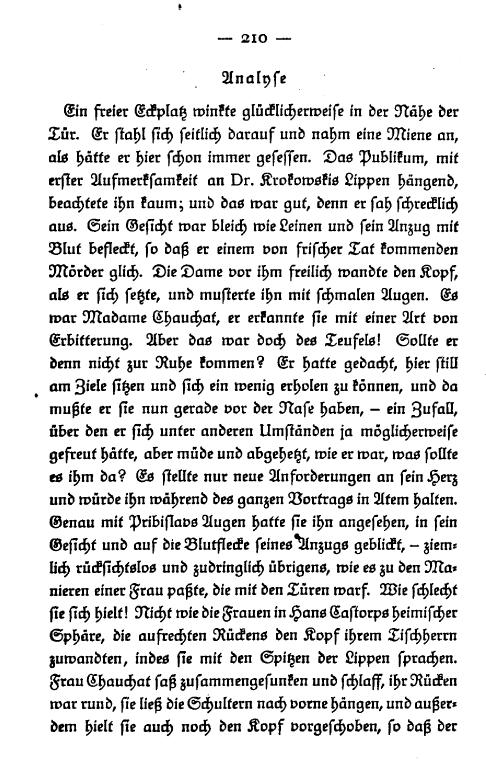 — 210 —
Analyse
Ein freier Eckplatz winkte glücklicherweise in der Nähe der
Tür. Er stahl sich seitlich darauf und nahm eine Miene an,
als hätte er hier schon immer gesessen. Das Publikum, mit
erster Aufmerksamkeit an Dr. Krokowskis Lippen hängend,
beachtete ihn kaum; und das war gut, denn er sah schrecklich
aus. Sein Gesicht war bleich wie Leinen und sein Anzug mit
Blut befleckt, so daß er einem von frischer Tat kommenden
Mörder glich. Die Dame vor ihm freilich wandte den Kopf,
als er sich setzte, und musterte ihn mit schmalen Augen. Es
war Madame Chauchat, er erkannte sie mit einer Art von
Erbitterung. Aber das war doch des Teufels! Sollte er
denn nicht zur Ruhe kommen? Er hatte gedacht, hier still
am Ziele sitzen und sich ein wenig erholen zu können, und da
mußte er sie nun gerade vor der Nase haben, – ein Zufall,
über den er sich unter anderen Umständen ja möglicherweise
gefreut hätte, aber müde und abgehetzt, wie er war, was sollte
es ihm da? Es stellte nur neue Anforderungen an sein Herz
und würde ihn während des ganzen Vortrags in Atem halten.
Genau mit Pribislavs Augen hatte sie ihn angesehen, in sein
Gesicht und auf die Blutflecke seines Anzugs geblickt, – ziem-
lich rücksichtslos und zudringlich übrigens, wie es zu den Ma-
nieren einer Frau paßte, die mit den Türen warf. Wie schlecht
sie sich hielt! Nicht wie die Frauen in Hans Castorps heimischer
Sphäre, die aufrechten Rückens den Kopf ihrem Tischherrn
zuwandten, indes sie mit den Spitzen der Lippen sprachen.
Frau Chauchat saß zusammengesunken und schlaff, ihr Rücken
war rund, sie ließ die Schultern nach vorne hängen, und außer-
dem hielt sie auch noch den Kopf vorgeschoben, so daß der